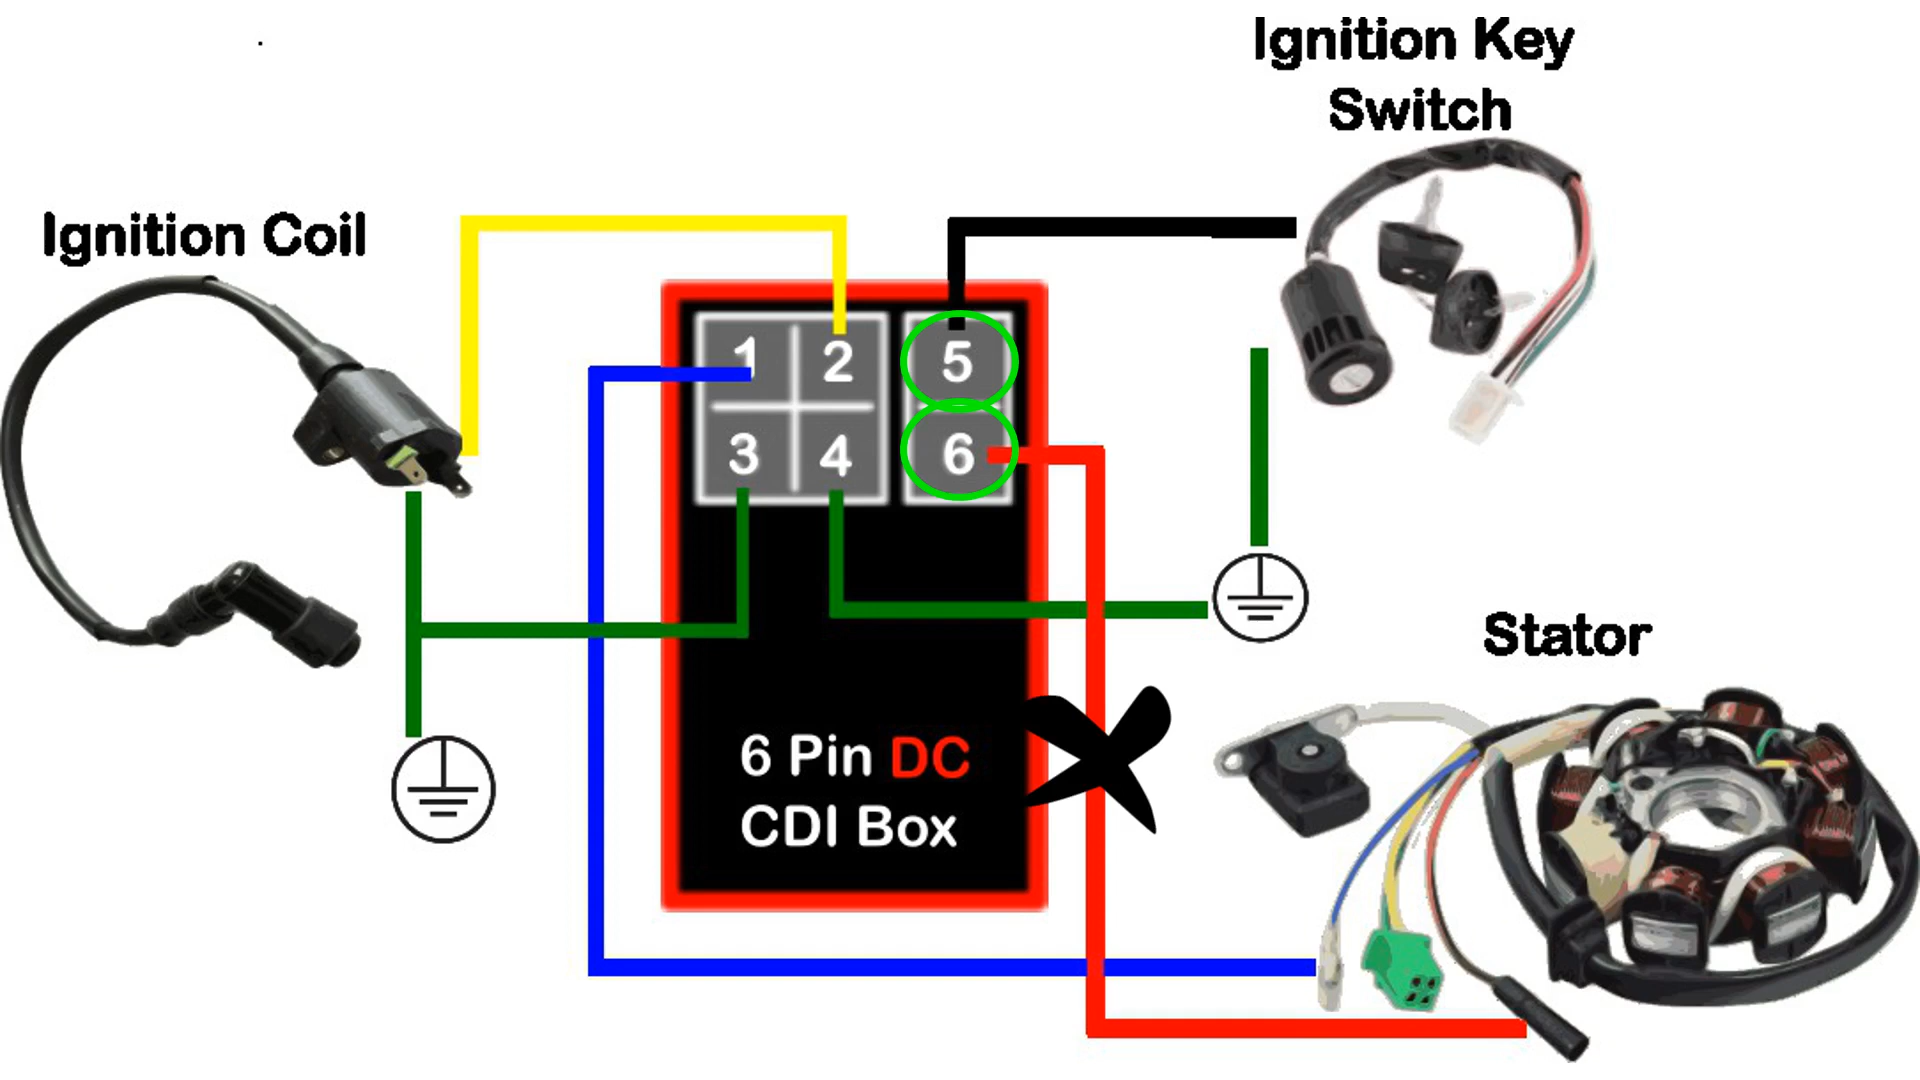 Ignition Key
Switch
Ignition Coil
1 2 5
3 4 6
Stator
6 Pin DC
CDI Box